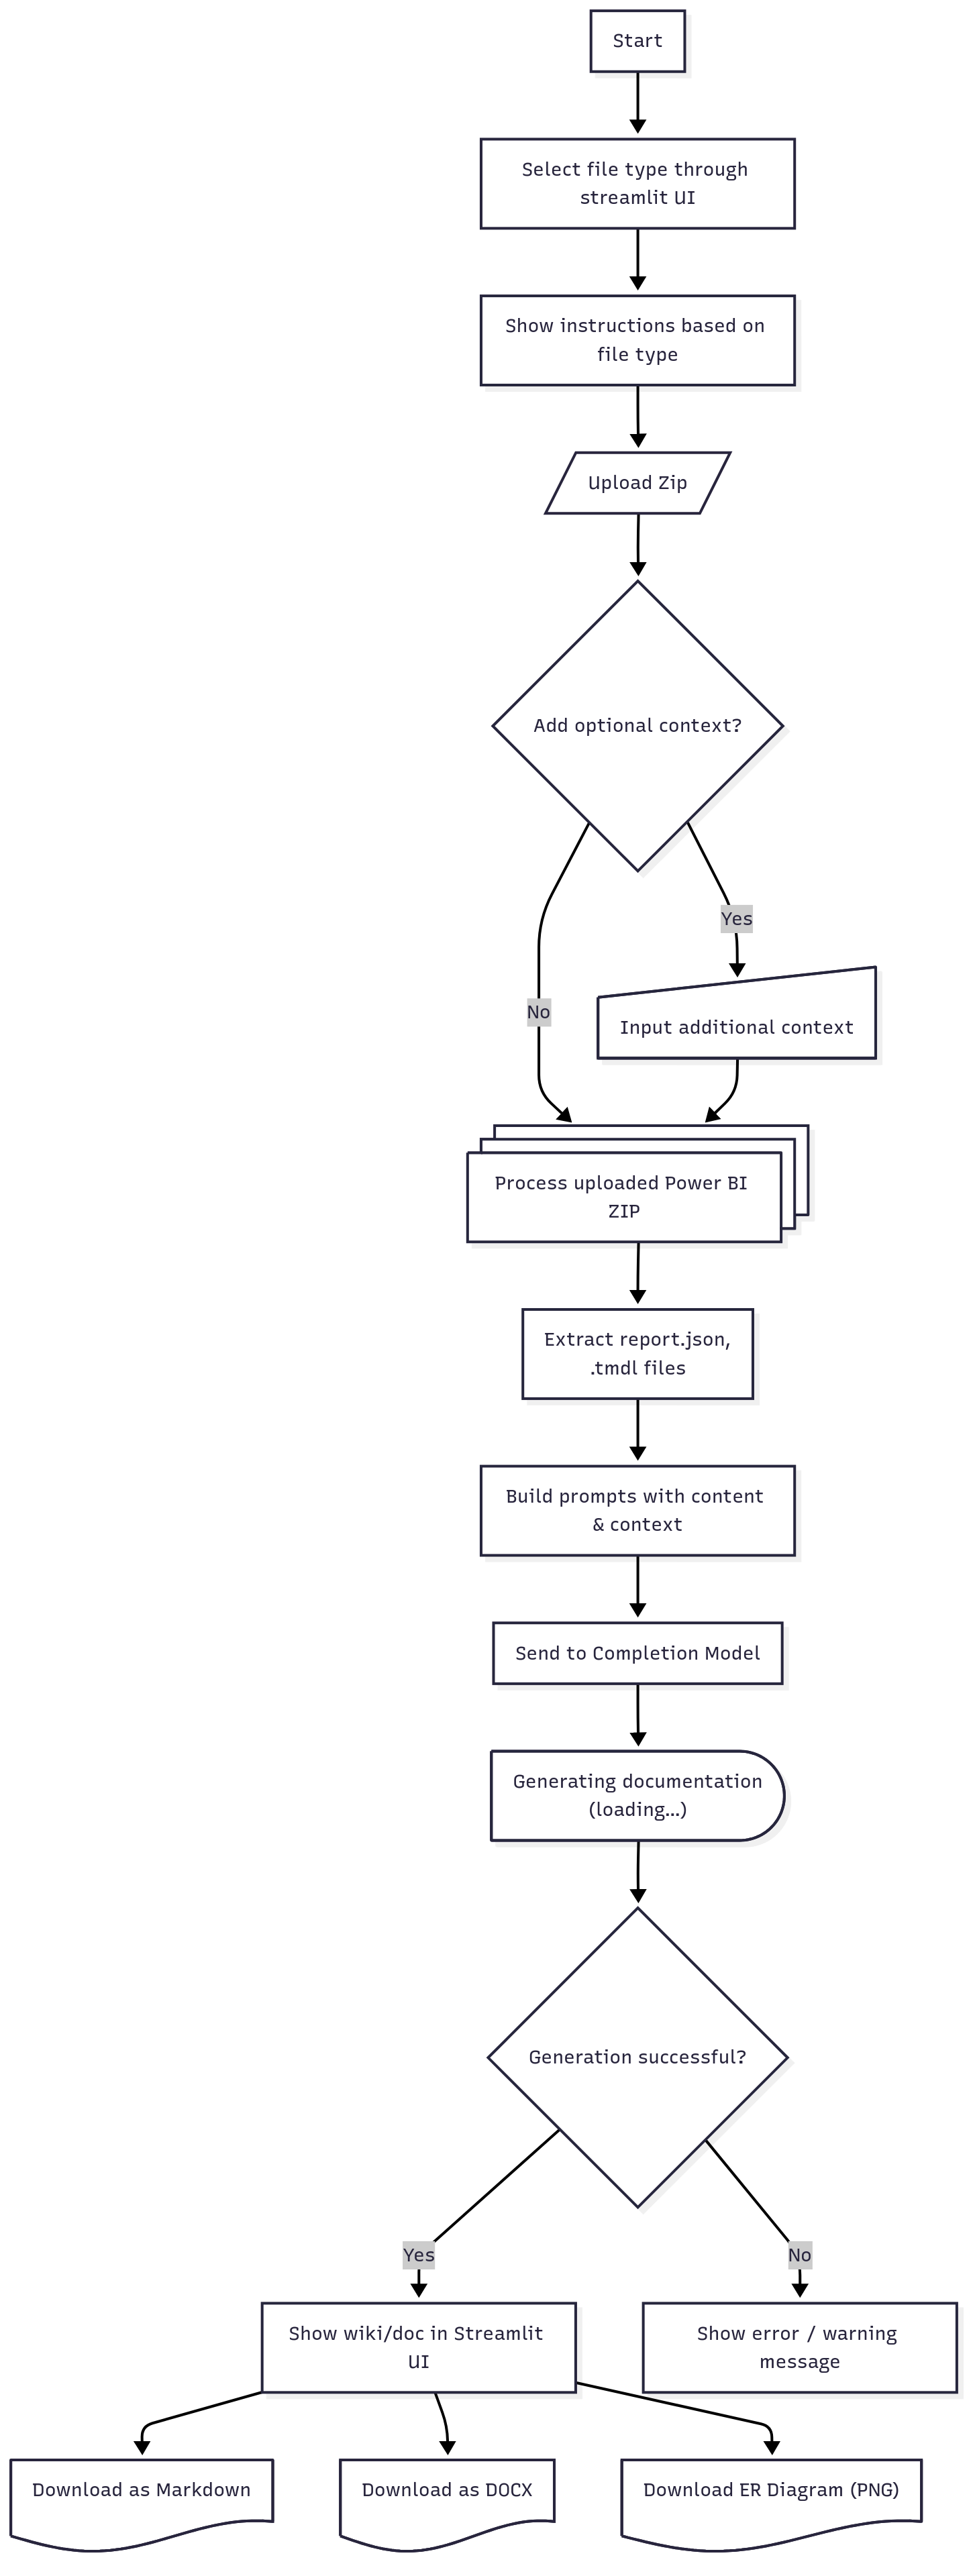 Start
Select file type through
streamlit UI
Show instructions based on
file type
Upload Zip
Add optional context?
Yes
No
Input additional context
Process uploaded Power BI
ZIP
Extract report.json,
.tmdl files
Build prompts with content
& context
Send to Completion Model
Generating documentation
(loading...)
Generation successful?
Yes
No
Show wiki/doc in Streamlit
UI
Show error / warning
message
Download as Markdown
Download as DOCX
Download ER Diagram (PNG)